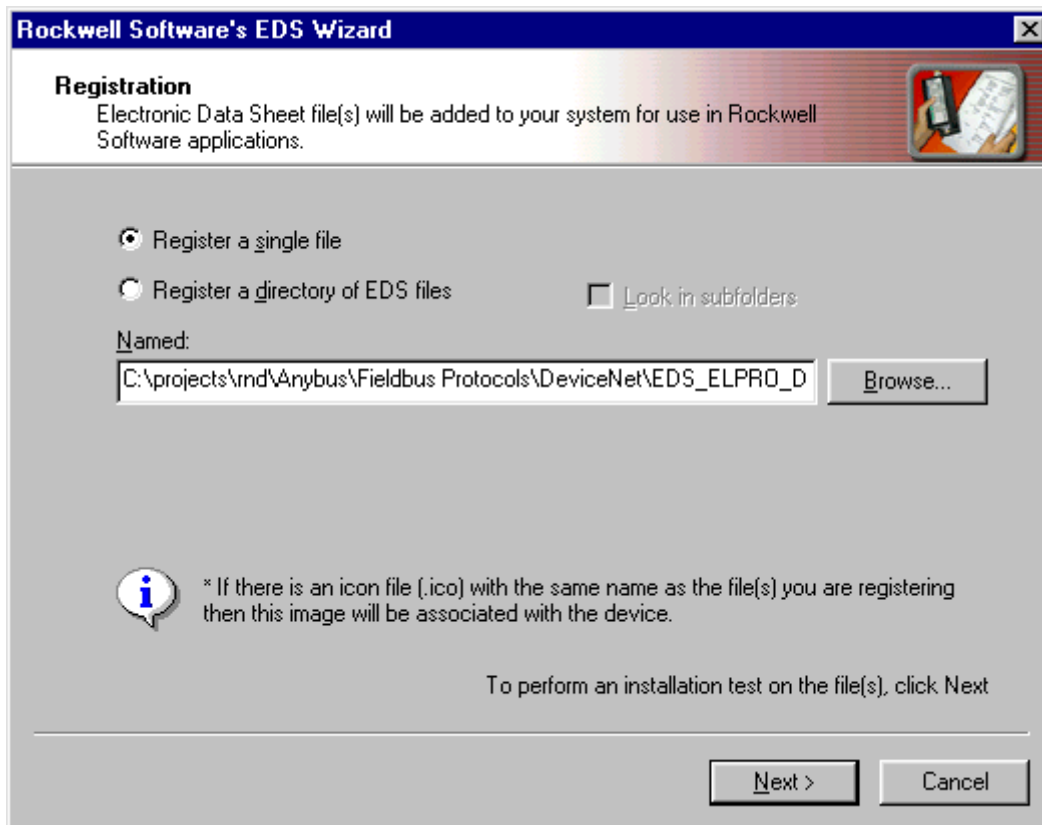 Rockwell Software's EDS Wizard
Registration
Electronic Data Sheet file(s) will be added to your system for use in Rockwell
Software applications.
Register a single file
Register a directory of EDS files
Look in subfolders
Named:
C:\projects\rnd\Anybus\Fieldbus Protocols\DeviceNet\EDS_ELPRO_D
Browse...
* If there is an icon file (.ico) with the same name as the file(s) you are registering
then this image will be associated with the device.
To perform an installation test on the file(s), click Next
Next >
Cancel